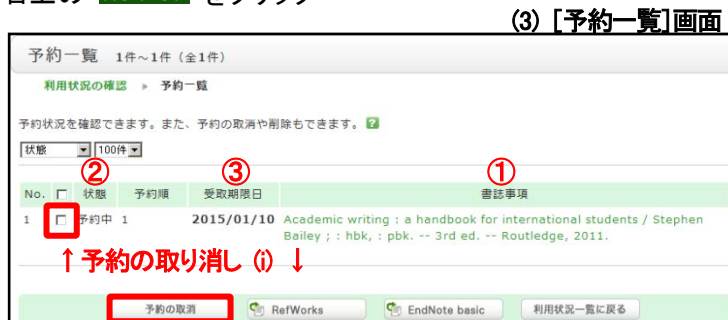 をクリック
(3) [予約一覧]画面
予約一覧 1件～1件 (全1件)
利用状況の確認 » 予約一覧
予約状況を確認できます。また、予約の取消や削除もできます。 ?
状態 100件
② ③ ①
No. 状態 予約順 受取期限日 書誌事項
1 予約中 1 2015/01/10 Academic writing : a handbook for international students / Stephen
Bailey ; : hbk, : pbk. -- 3rd ed. -- Routledge, 2011.
↑予約の取り消し (i) ↓
予約の取消 RefWorks EndNote basic 利用状況一覧に戻る